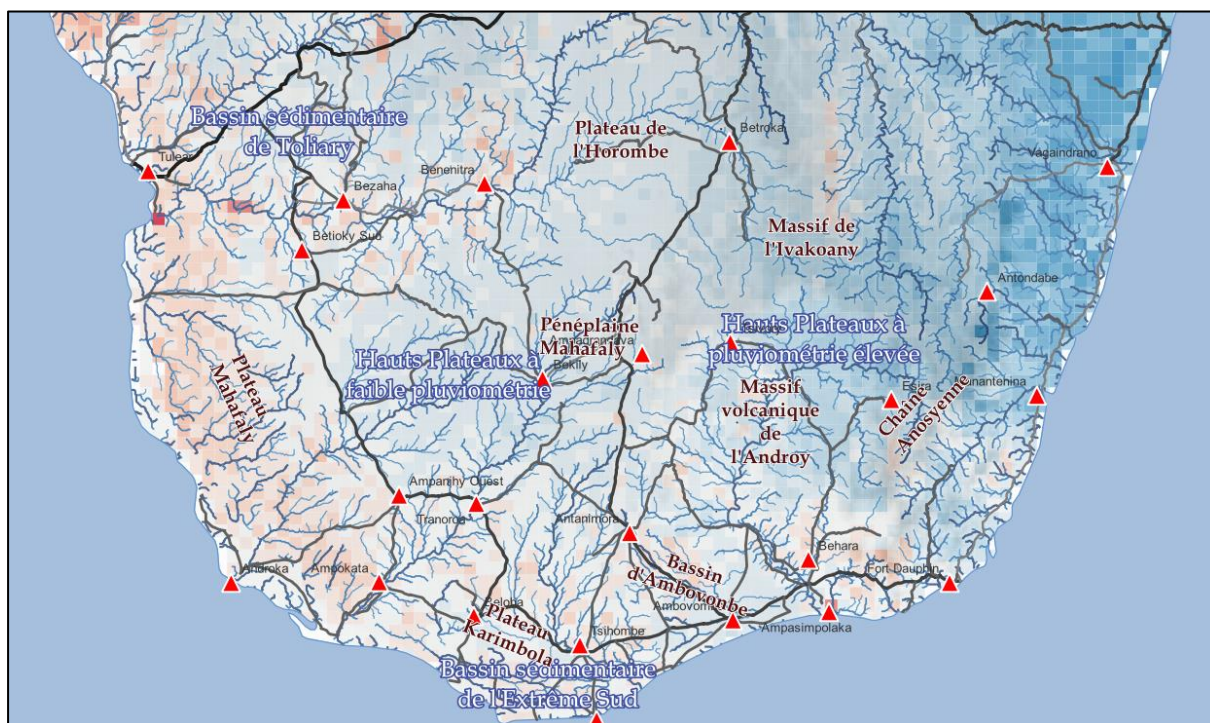 Bassin sédimentaire
de Toliary
Plateau de
l'Horombe
Betroka
Vagaindrano
Tulear
Benenitra
Bezaha
Betioky Sud
Massif de
l'Ivakoany
Antondabe
Pénéplaine
Mahafaly
Hauts Plateaux à
pluviométrie élevée
Hauts Plateaux à
faible pluviométrie
Bekily
Plateau
Mahafaly
Massif
volcanique
de
l'Androy
Esira
Chaîne
Anosyenne
Ampanihy Ouest
Tranoroa
Antanimora
Behara
Bassin
d'Ambovonbe
Fort Dauphin
Androka
Ampokata
Beloha
Plateau
Karimbola
Tsihombe
Ampasimpolaka
Bassin sédimentaire
de l'Extrême Sud